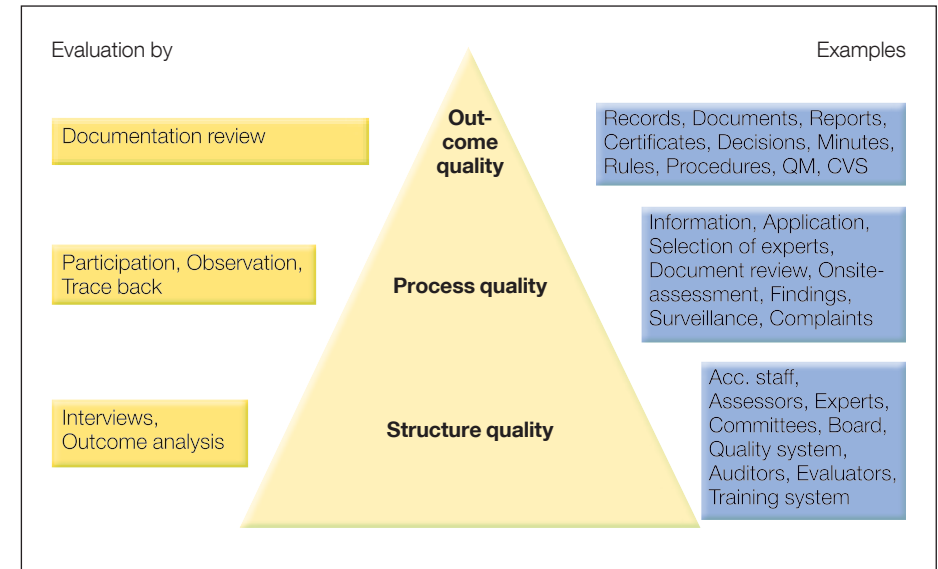 Evaluation by
Examples
Documentation review
Out-
come
quality
Records, Documents, Reports,
Certificates, Decisions, Minutes,
Rules, Procedures, QM, CVS
Participation, Observation,
Trace back
Process quality
Information, Application,
Selection of experts,
Document review, Onsite-
assessment, Findings,
Surveillance, Complaints
Interviews,
Outcome analysis
Structure quality
Acc. staff,
Assessors, Experts,
Committees, Board,
Quality system,
Auditors, Evaluators,
Training system